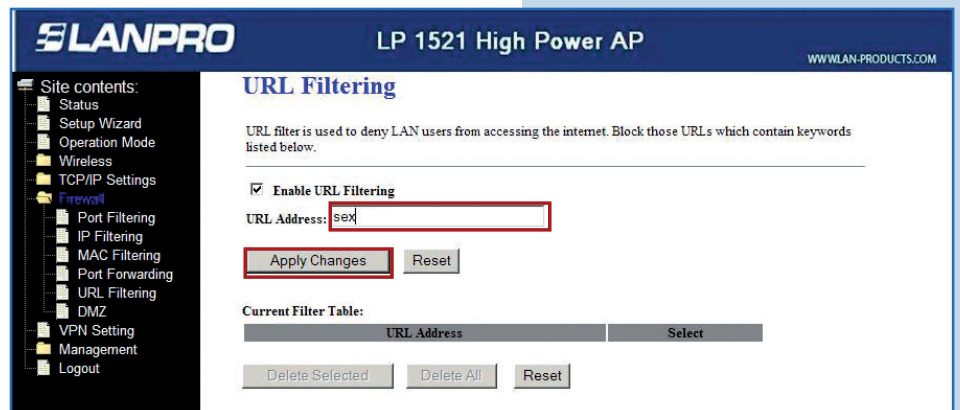 SLANPRO
LP 1521 High Power AP
WWW.LAN-PRODUCTS.COM
Site contents:
Status
Setup Wizard
Operation Mode
Wireless
TCP/IP Settings
Firewall
Port Filtering
IP Filtering
MAC Filtering
Port Forwarding
URL Filtering
DMZ
VPN Setting
Management
Logout
URL Filtering
URL filter is used to deny LAN users from accessing the internet. Block those URLs which contain keywords
listed below.
Enable URL Filtering
URL Address: sex
Apply Changes Reset
Current Filter Table:
URL Address Select
Delete Selected Delete All Reset